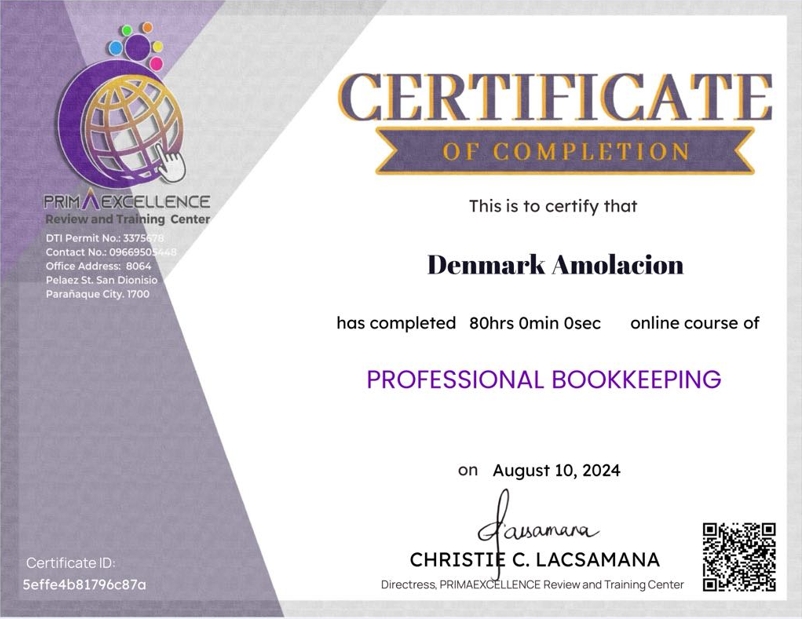 PRIMAEXCELLENCE
Review and Training Center
DTI Permit No.: 3375678
Contact No.: 09669505448
Office Address: 8064
Pelaez St. San Dionisio
Parañaque City. 1700
CERTIFICATE
OF COMPLETION
This is to certify that
Denmark Amolacion
has completed 80hrs 0min 0sec online course of
PROFESSIONAL BOOKKEEPING
on August 10, 2024
Lacsamana
CHRISTIE C. LACSAMANA
Directress, PRIMAEXCELLENCE Review and Training Center
Certificate ID:
5effe4b81796c87a